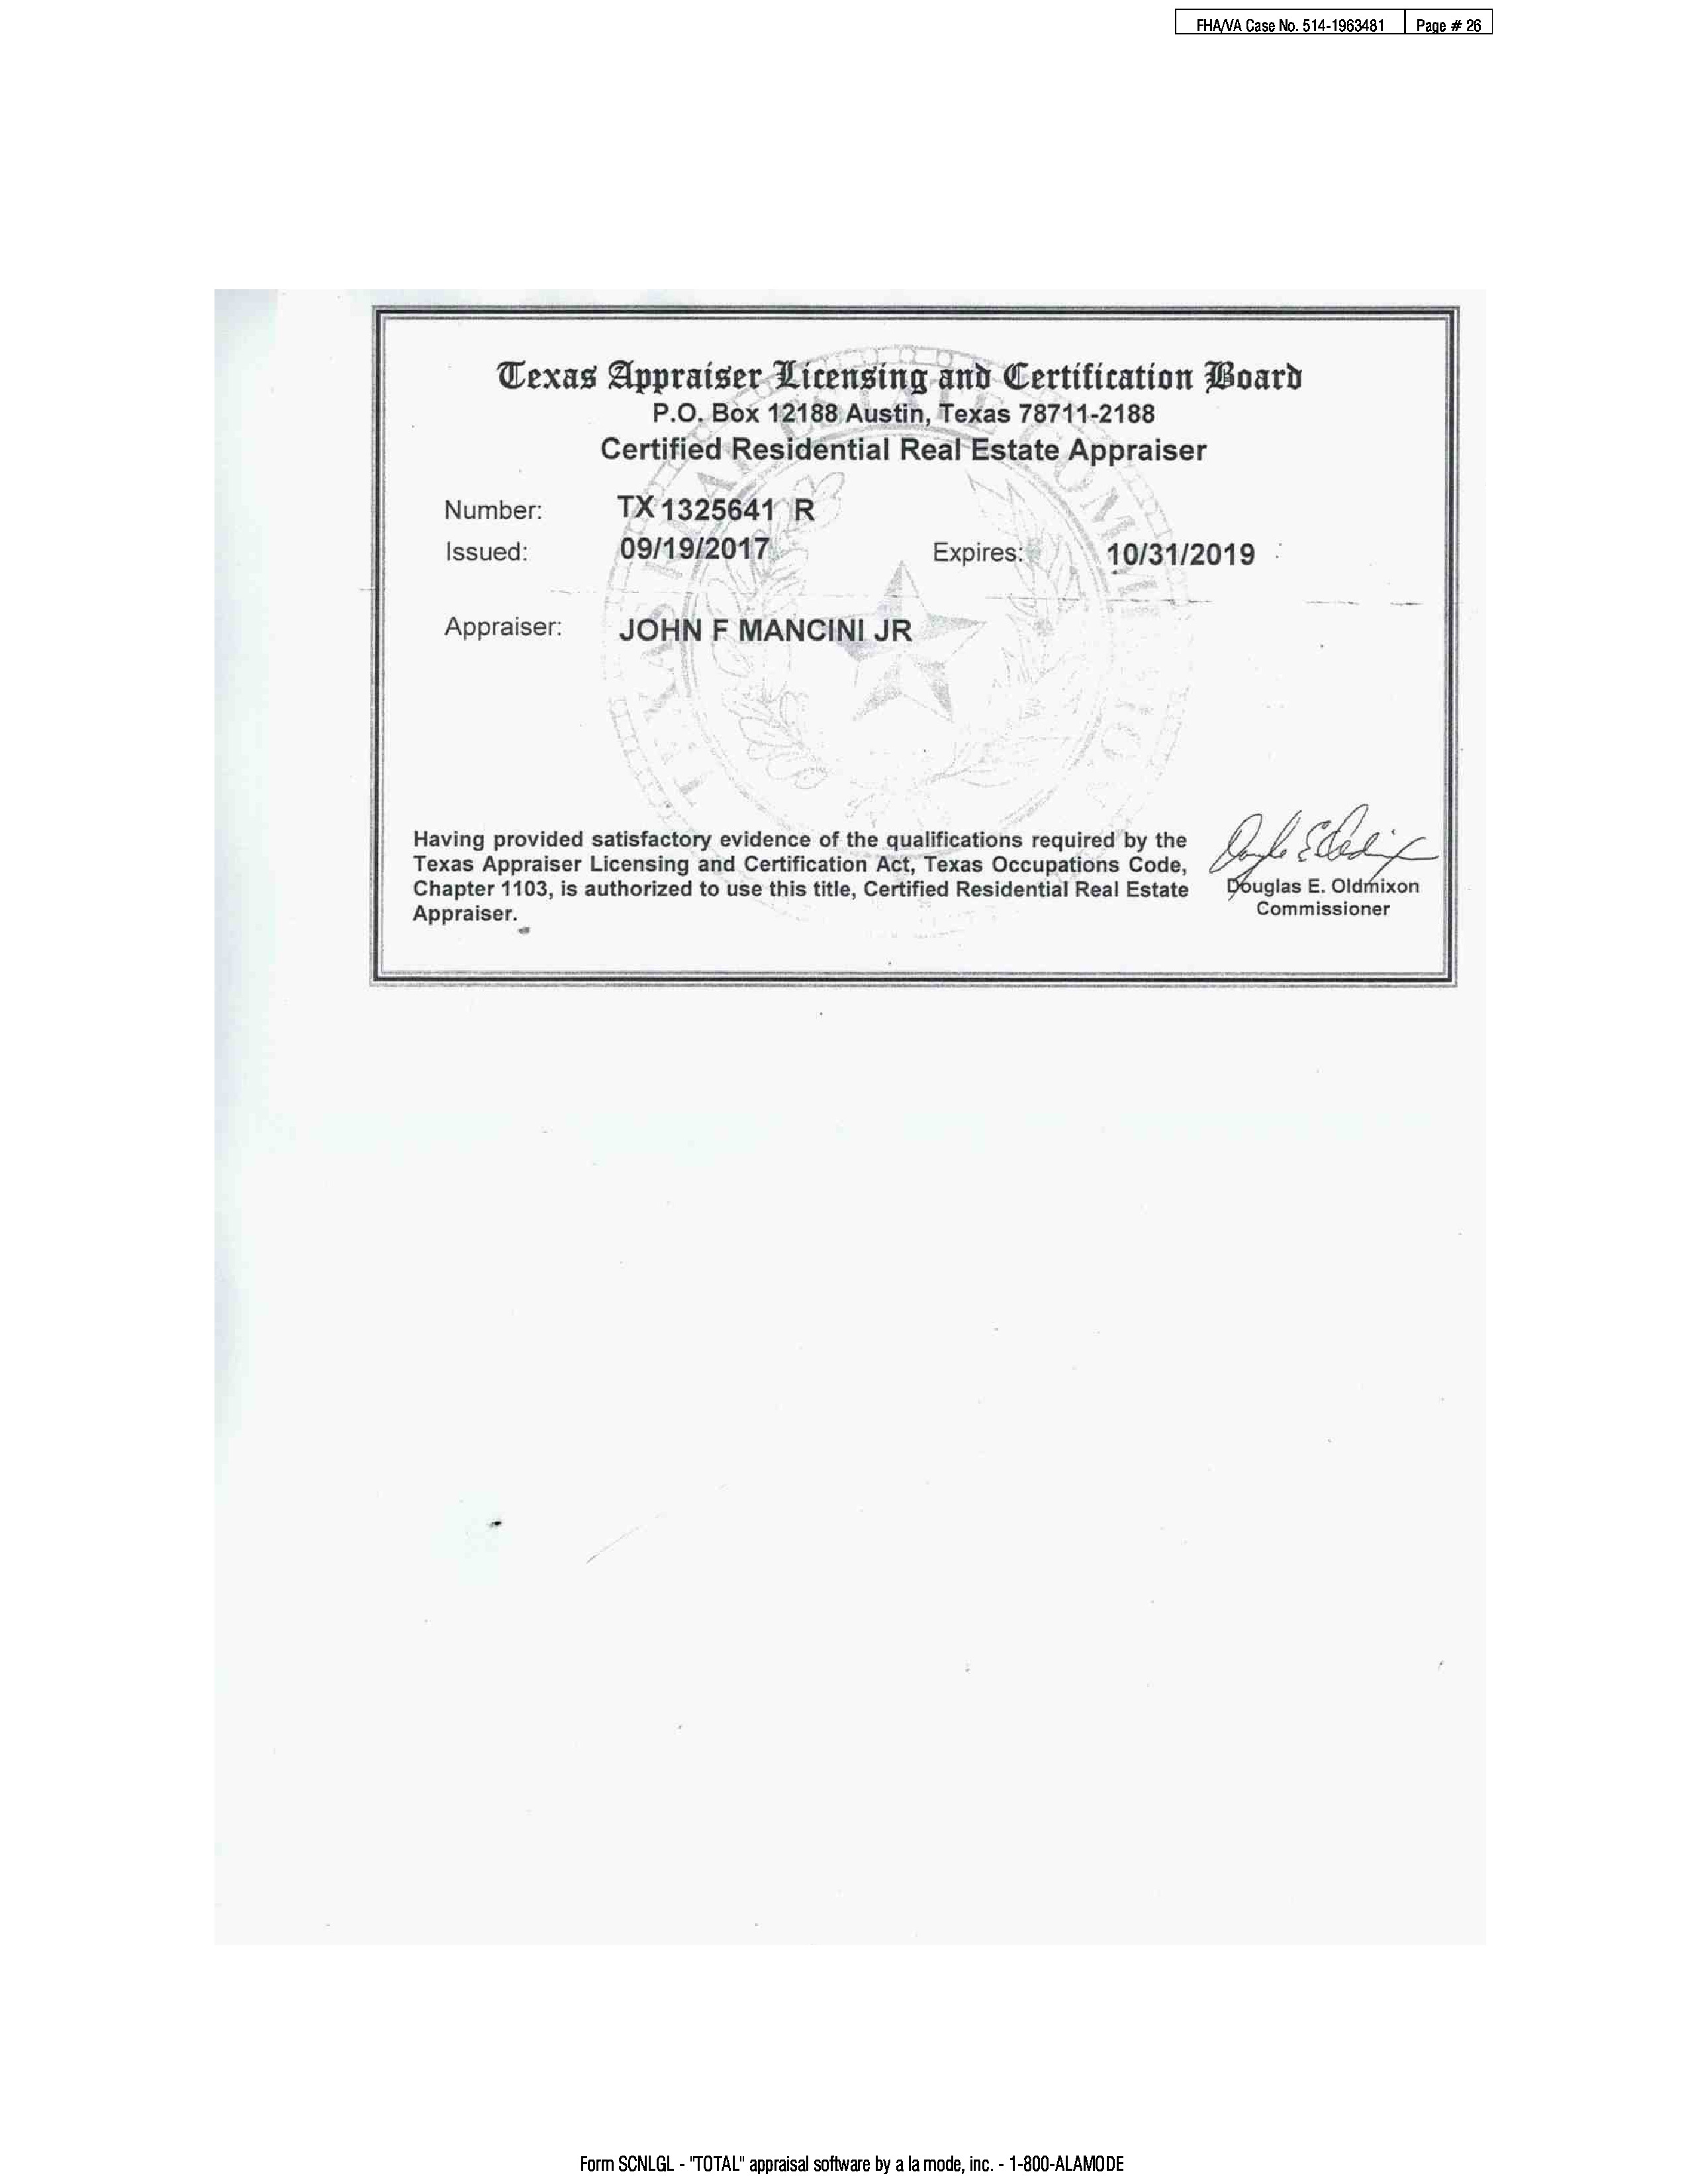 FHA/VA Case No. 514-1963481 Page # 26
Texas Appraiser Licensing and Certification Board
P.O. Box 12188 Austin, Texas 78711-2188
Certified Residential Real Estate Appraiser
Number: TX 1325641 R
Issued: 09/19/2017 Expires: 10/31/2019
Appraiser: JOHN F MANCINI JR
Having provided satisfactory evidence of the qualifications required by the
Texas Appraiser Licensing and Certification Act, Texas Occupations Code,
Chapter 1103, is authorized to use this title, Certified Residential Real Estate
Appraiser.
Douglas E. Oldmixon
Commissioner
TEXAS REAL ESTATE COMMISSION
Form SCNLGL - "TOTAL" appraisal software by a la mode, inc. - 1-800-ALAMODE